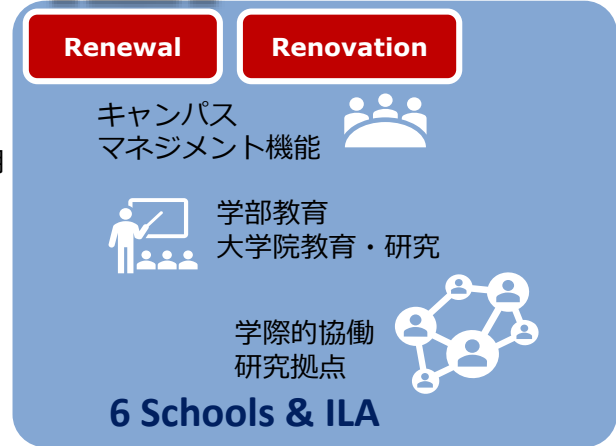 Renewal
Renovation
キャンパス
マネジメント機能
学部教育
大学院教育・研究
学際的協働
研究拠点
6 Schools & ILA